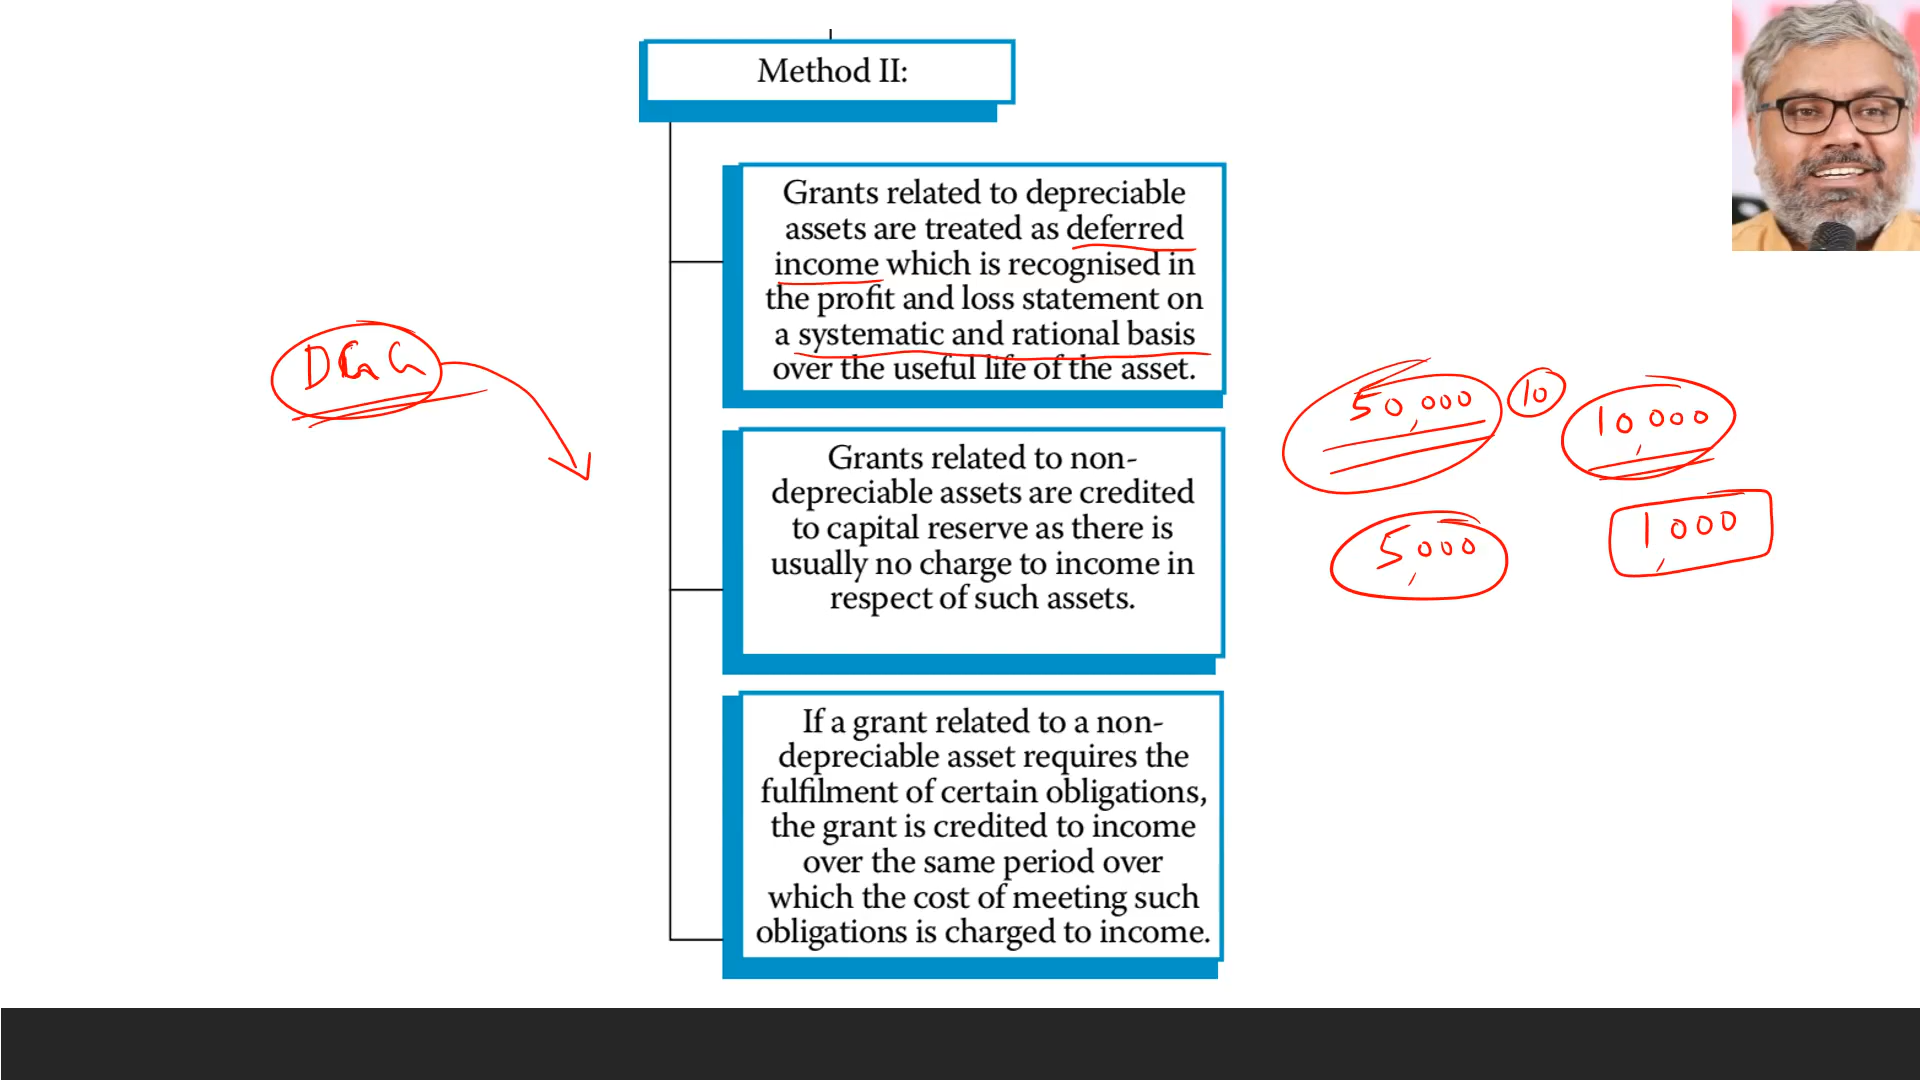 Method II:
Grants related to depreciable
assets are treated as deferred
income which is recognised in
the profit and loss statement on
a systematic and rational basis
over the useful life of the asset.
Grants related to non-
depreciable assets are credited
to capital reserve as there is
usually no charge to income in
respect of such assets.
If a grant related to a non-
depreciable asset requires the
fulfilment of certain obligations,
the grant is credited to income
over the same period over
which the cost of meeting such
obligations is charged to income.
50,000 10 10,000
5,000 1,000